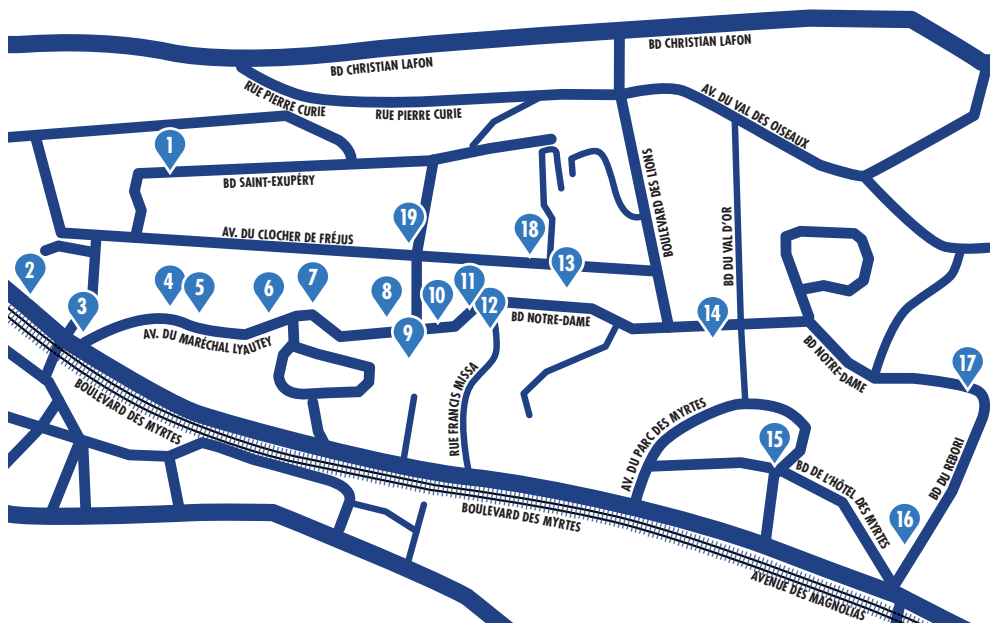 BD CHRISTIAN LAFON
BD CHRISTIAN LAFON
RUE PIERRE CURIE
RUE PIERRE CURIE
AV. DU VAL DES OISEAUX
1
BD SAINT-EXUPÉRY
BOULEVARD DES LIONS
BD DU VAL D'OR
19
18
AV. DU CLOCHER DE FRÉJUS
13
2
3
4
5
6
7
8
9
10
11
12
BD NOTRE-DAME
14
AV. DU MARÉCHAL LYAUTEY
BD NOTRE-DAME
17
RUE FRANCIS MISSA
BOULEVARD DES MYRTES
AV. DU PARC DES MYRTES
15
BD DE L'HÔTEL DES MYRTES
BD DU REBORI
16
BOULEVARD DES MYRTES
AVENUE DES MAGNOLIAS